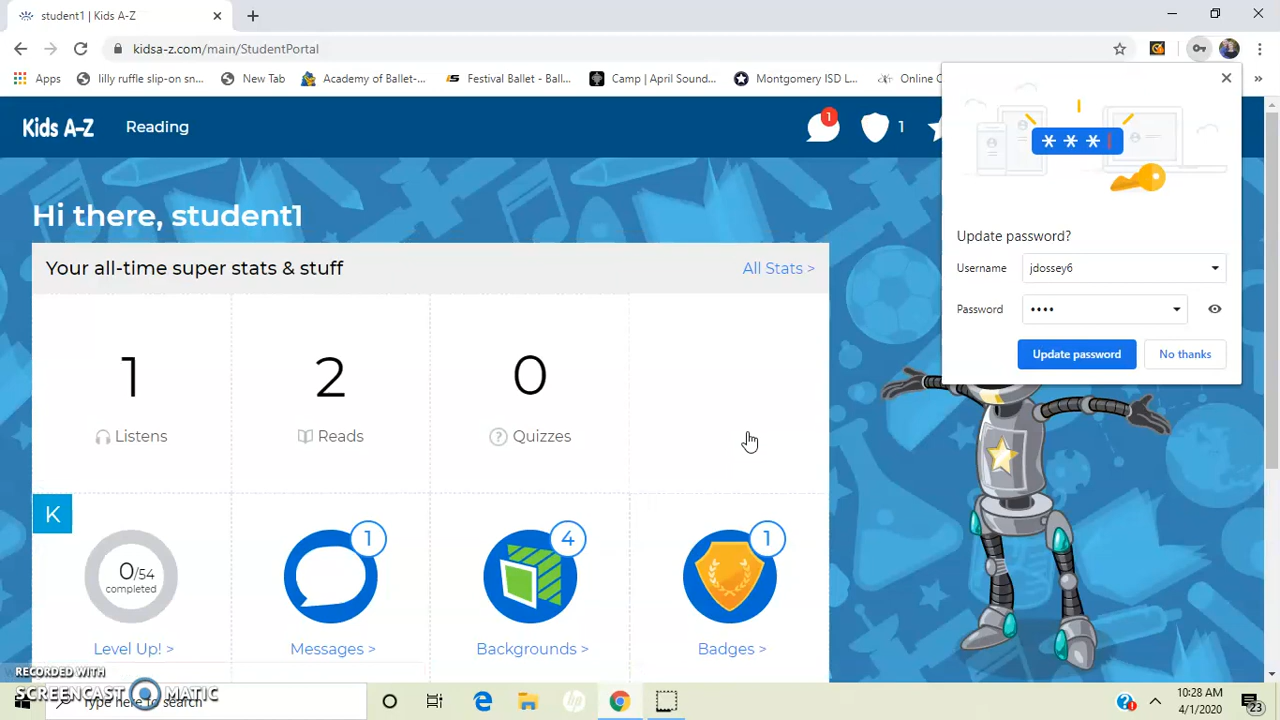 student1 | Kids A-Z
kidsa-z.com/main/StudentPortal
Apps lilly ruffle slip-on sn... New Tab Academy of Ballet-... Festival Ballet - Ball... Camp | April Sound... Montgomery ISD L... Online C
Kids A-Z Reading 1 1
* * *
Update password?
Username jdossey6
Password ••••
Update password No thanks
Hi there, student1
Your all-time super stats & stuff All Stats >
1 2 0
Listens Reads ? Quizzes
K
0/54 completed 1 4 1
Level Up! > Messages > Backgrounds > Badges >
RECORDED WITH
SCREENCAST MATIC
Type here to search
10:28 AM
4/1/2020
23